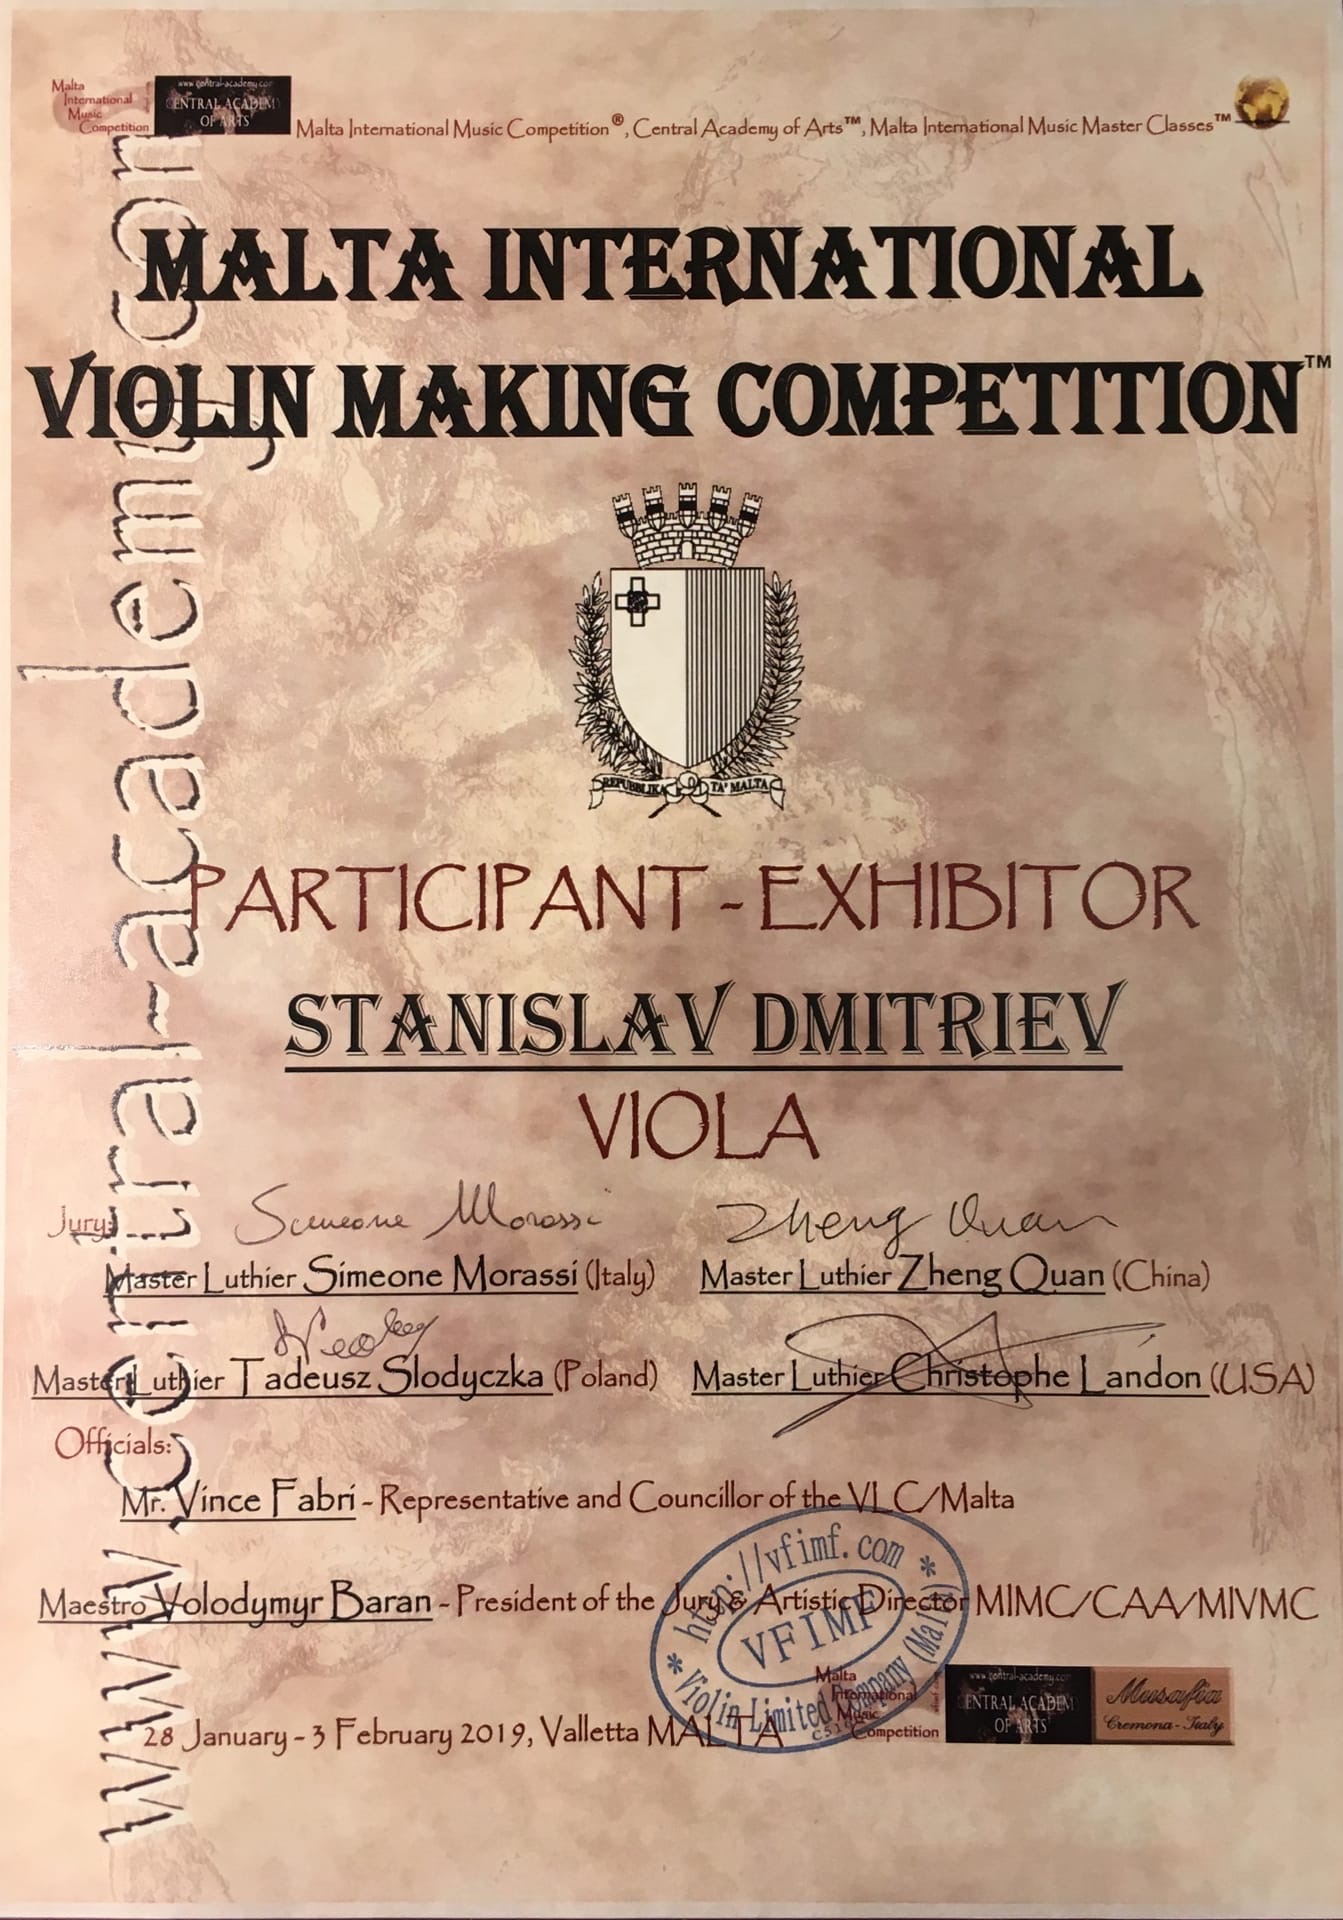 Malta
International
Music
Competition
www.central-academy.com
CENTRAL ACADEMY
OF ARTS
Malta International Music Competition®, Central Academy of Arts™, Malta International Music Master Classes™
MALTA INTERNATIONAL
VIOLIN MAKING COMPETITION™
REPUBBLIKA TA' MALTA
PARTICIPANT - EXHIBITOR
STANISLAV DMITRIEV
VIOLA
Simeone Morassi
Zheng Quan
Jury:
Master Luthier Simeone Morassi (Italy)
Master Luthier Zheng Quan (China)
Master Luthier Tadeusz Slodyczka (Poland)
Master Luthier Christophe Landon (USA)
Officials:
Mr. Vince Fabri - Representative and Councillor of the VLC/Malta
Maestro Volodymyr Baran - President of the Jury & Artistic Director MIMC/CAA/MIVMC
http://vfimf.com
VFIMF
Violin Limited Company (Malta)
28 January - 3 February 2019, Valletta MALTA
Malta
International
Music
Competition
www.central-academy.com
CENTRAL ACADEMY
OF ARTS
Musafia
Cremona - Italy
www.central-academy.com